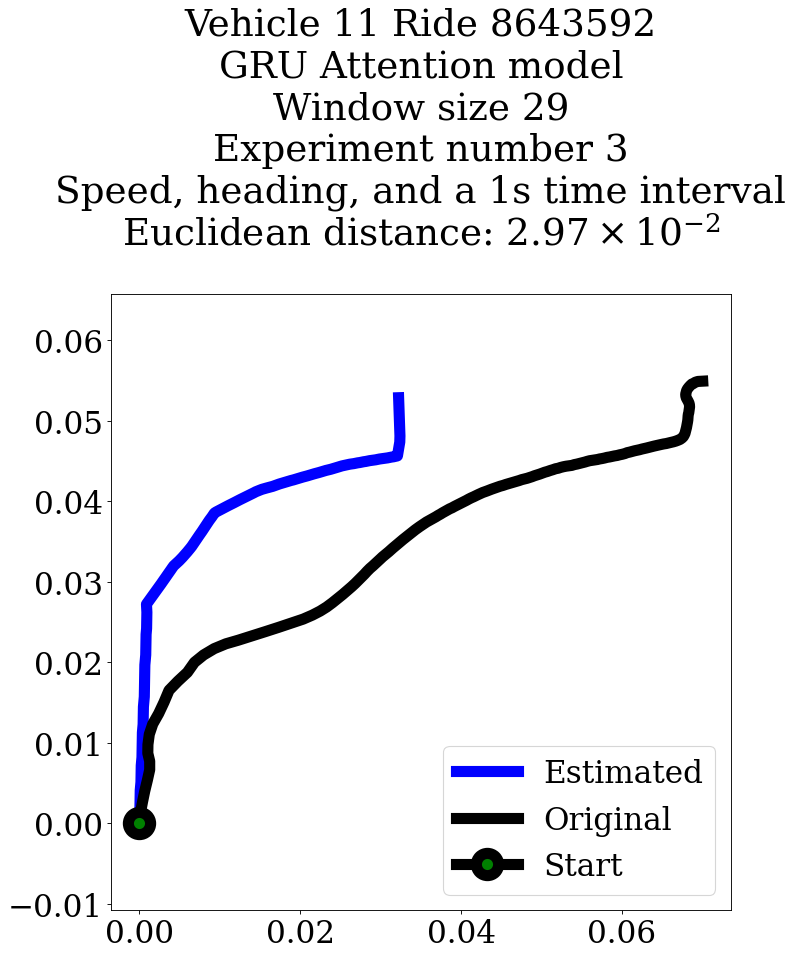 Vehicle 11 Ride 8643592
GRU Attention model
Window size 29
Experiment number 3
Speed, heading, and a 1s time interval
Euclidean distance: 2.97 × 10⁻²
0.06
0.05
0.04
0.03
0.02
0.01
0.00
−0.01
Estimated
Original
Start
0.00 0.02 0.04 0.06